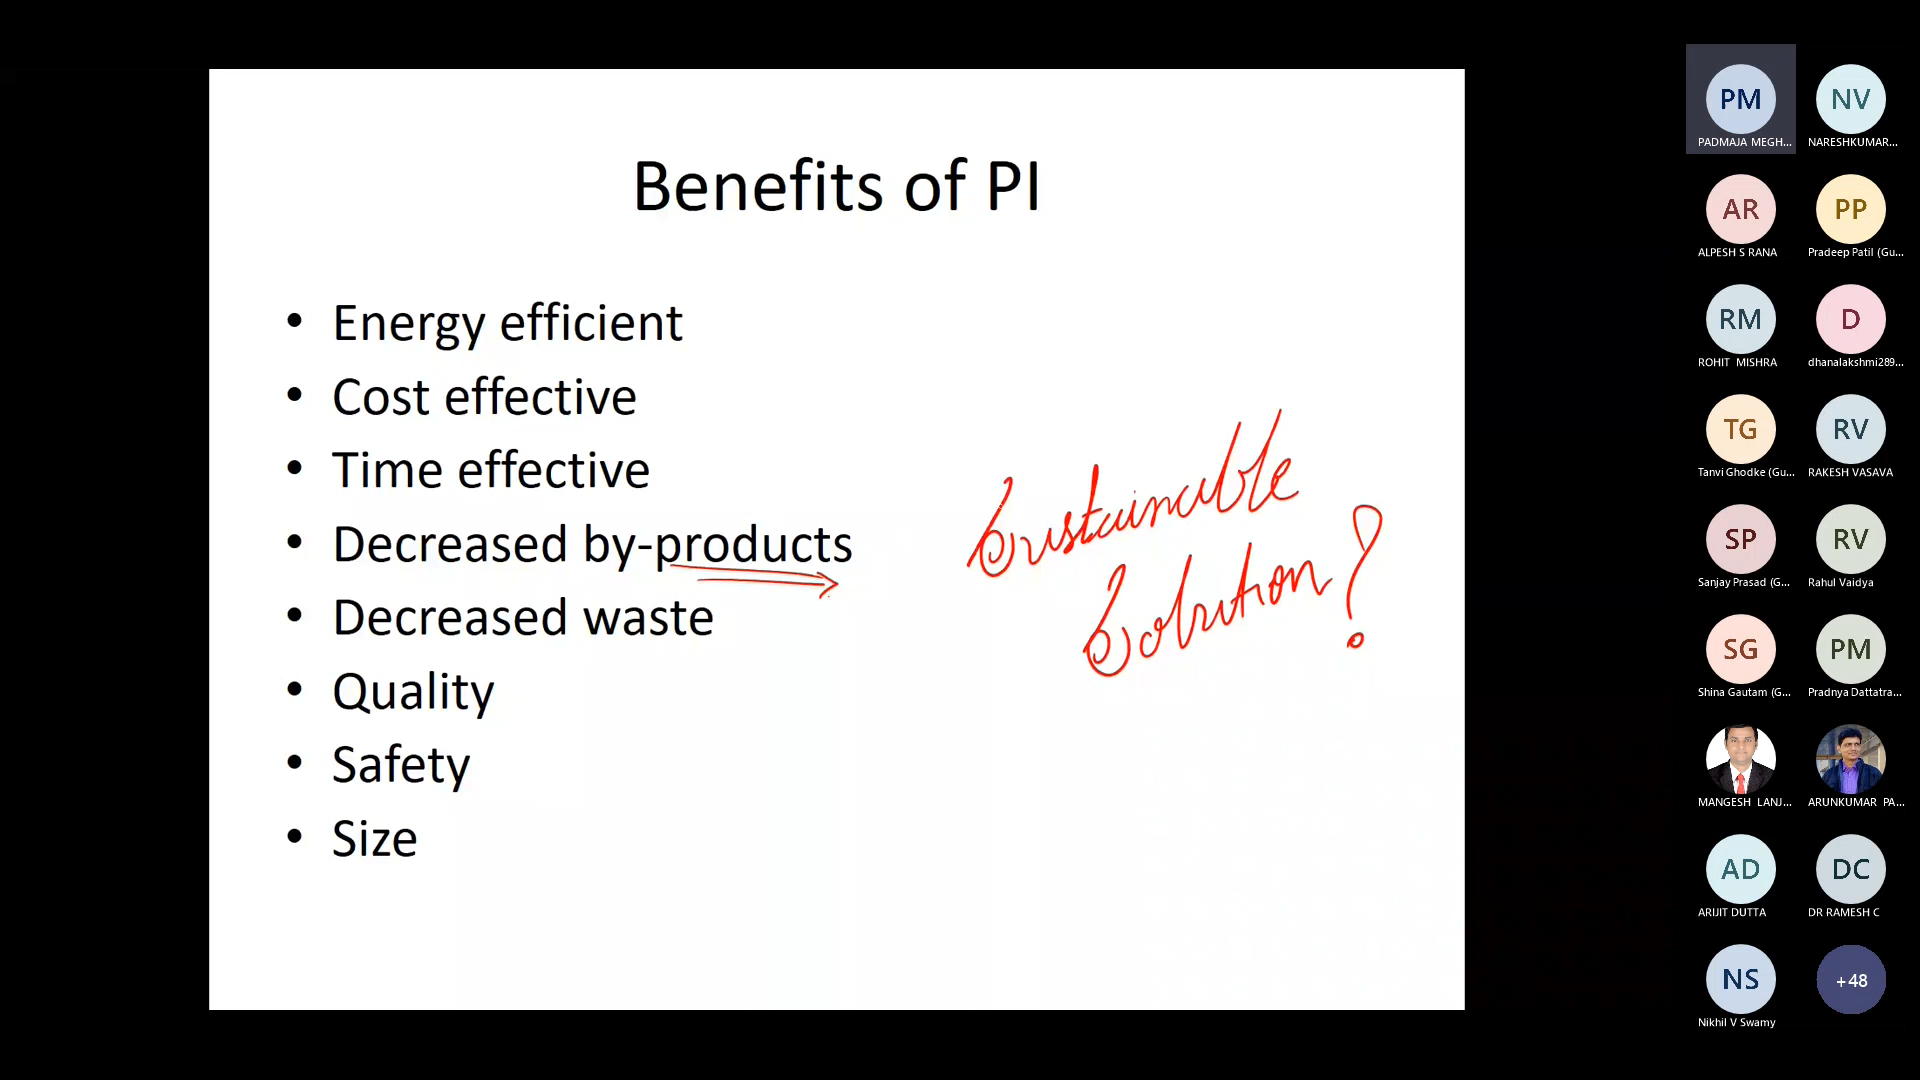 Benefits of PI
• Energy efficient
• Cost effective
• Time effective
• Decreased by-products
• Decreased waste
• Quality
• Safety
• Size
Sustainable
Solution?
PM
PADMAJA MEGH...
NV
NARESHKUMAR...
AR
ALPESH S RANA
PP
Pradeep Patil (Gu...
RM
ROHIT MISHRA
D
dhanalakshmi289...
TG
Tanvi Ghodke (Gu...
RV
RAKESH VASAVA
SP
Sanjay Prasad (G...
RV
Rahul Vaidya
SG
Shina Gautam (G...
PM
Pradnya Dattatra...
MANGESH LANJ...
ARUNKUMAR PA...
AD
ARIJIT DUTTA
DC
DR RAMESH C
NS
Nikhil V Swamy
+48